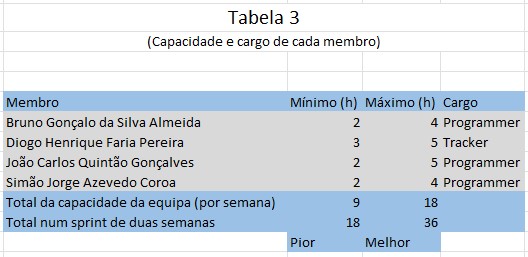 Tabela 3
(Capacidade e cargo de cada membro)
Membro Mínimo (h) Máximo (h) Cargo
Bruno Gonçalo da Silva Almeida 2 4 Programmer
Diogo Henrique Faria Pereira 3 5 Tracker
João Carlos Quintão Gonçalves 2 5 Programmer
Simão Jorge Azevedo Coroa 2 4 Programmer
Total da capacidade da equipa (por semana) 9 18
Total num sprint de duas semanas 18 36
Pior Melhor